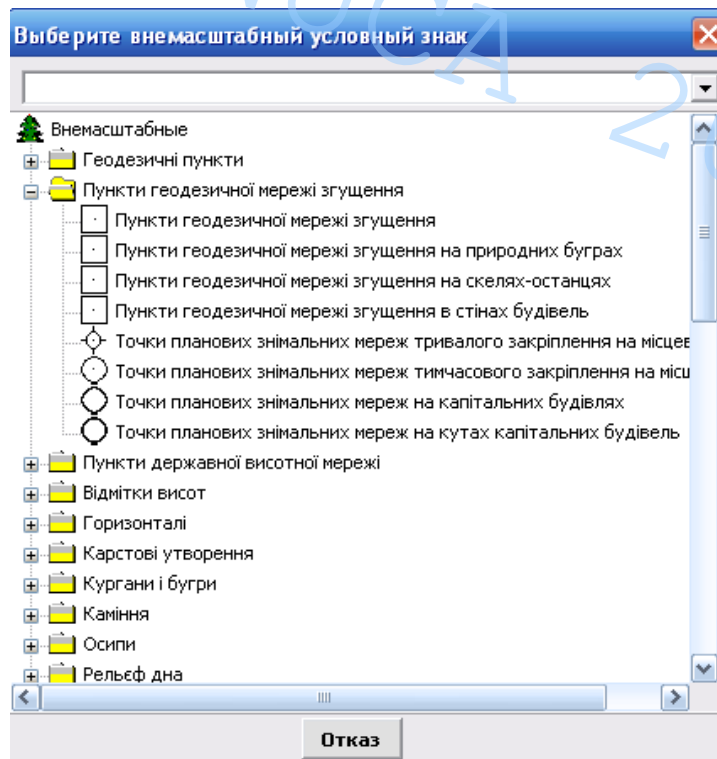 Выберите внемасштабный условный знак
Внемасштабные
Геодезичні пункти
Пункти геодезичної мережі згущення
Пункти геодезичної мережі згущення
Пункти геодезичної мережі згущення на природних буграх
Пункти геодезичної мережі згущення на скелях-останцях
Пункти геодезичної мережі згущення в стінах будівель
Точки планових знімальних мереж тривалого закріплення на місцев
Точки планових знімальних мереж тимчасового закріплення на місц
Точки планових знімальних мереж на капітальних будівлях
Точки планових знімальних мереж на кутах капітальних будівель
Пункти державної висотної мережі
Відмітки висот
Горизонталі
Карстові утворення
Кургани і бугри
Каміння
Осипи
Рельєф дна
Отказ